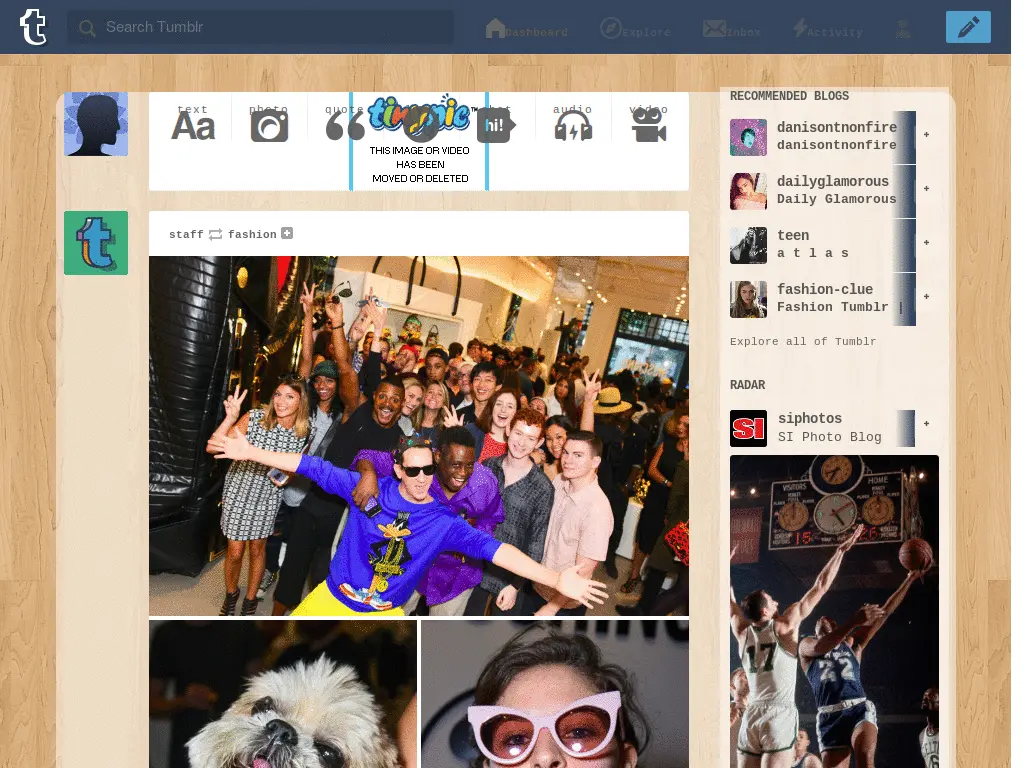 Search Tumblr
Dashboard
Explore
Inbox
Activity
text
photo
quote
audio
video
Aa
hi!
THIS IMAGE OR VIDEO
HAS BEEN
MOVED OR DELETED
staff fashion
RECOMMENDED BLOGS
danisontnonfire
danisontnonfire
dailyglamorous
Daily Glamorous
teen
a t l a s
fashion-clue
Fashion Tumblr |
Explore all of Tumblr
RADAR
siphotos
SI Photo Blog
SI
VISITORS
HOME
17
22